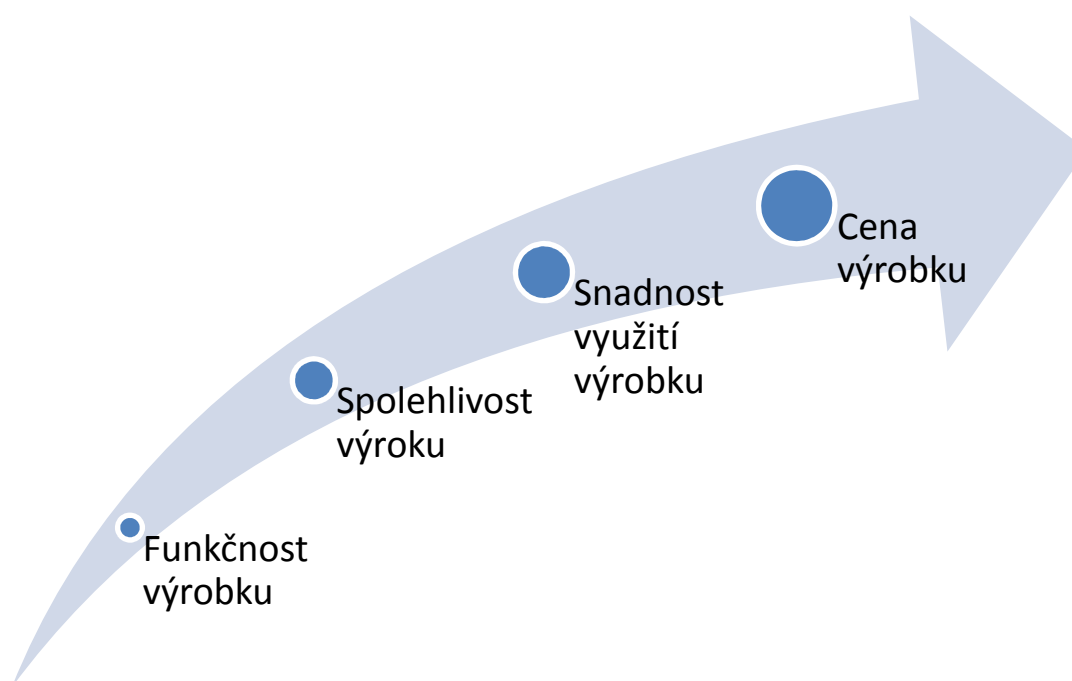 Cena
výrobku
Snadnost
využití
výrobku
Spolehlivost
výroku
Funkčnost
výrobku